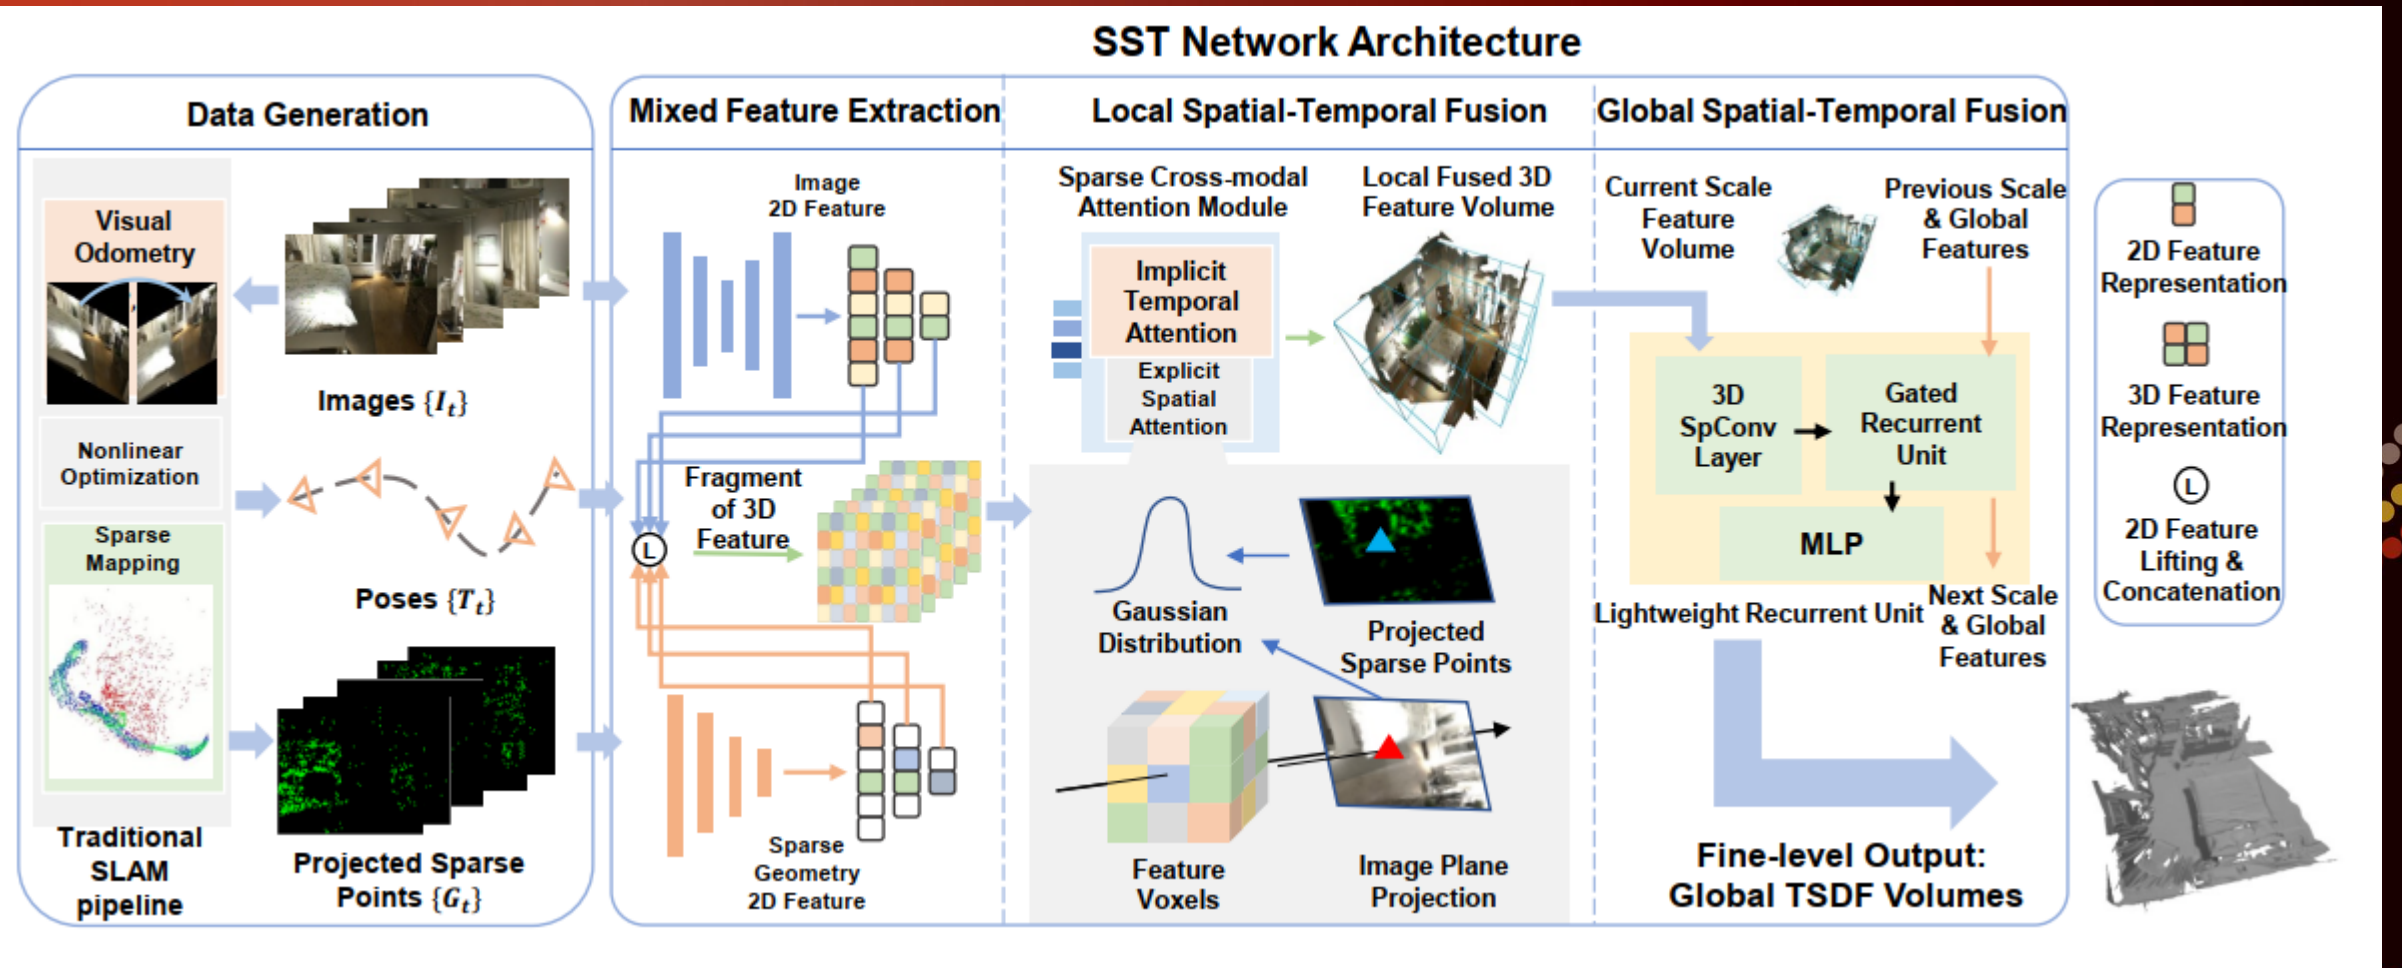 SST Network Architecture
Data Generation
Visual
Odometry
Nonlinear
Optimization
Sparse
Mapping
Traditional
SLAM
pipeline
Images {I_t}
Poses {T_t}
Projected Sparse
Points {G_t}
Mixed Feature Extraction
Image
2D Feature
L
Fragment
of 3D
Feature
Sparse
Geometry
2D Feature
Local Spatial-Temporal Fusion
Sparse Cross-modal
Attention Module
Implicit
Temporal
Attention
Explicit
Spatial
Attention
Local Fused 3D
Feature Volume
Gaussian
Distribution
Projected
Sparse Points
Feature
Voxels
Image Plane
Projection
Global Spatial-Temporal Fusion
Current Scale
Feature
Volume
Previous Scale
& Global
Features
3D
SpConv
Layer
Gated
Recurrent
Unit
MLP
Lightweight Recurrent Unit
Next Scale
& Global
Features
Fine-level Output:
Global TSDF Volumes
2D Feature
Representation
3D Feature
Representation
L
2D Feature
Lifting &
Concatenation